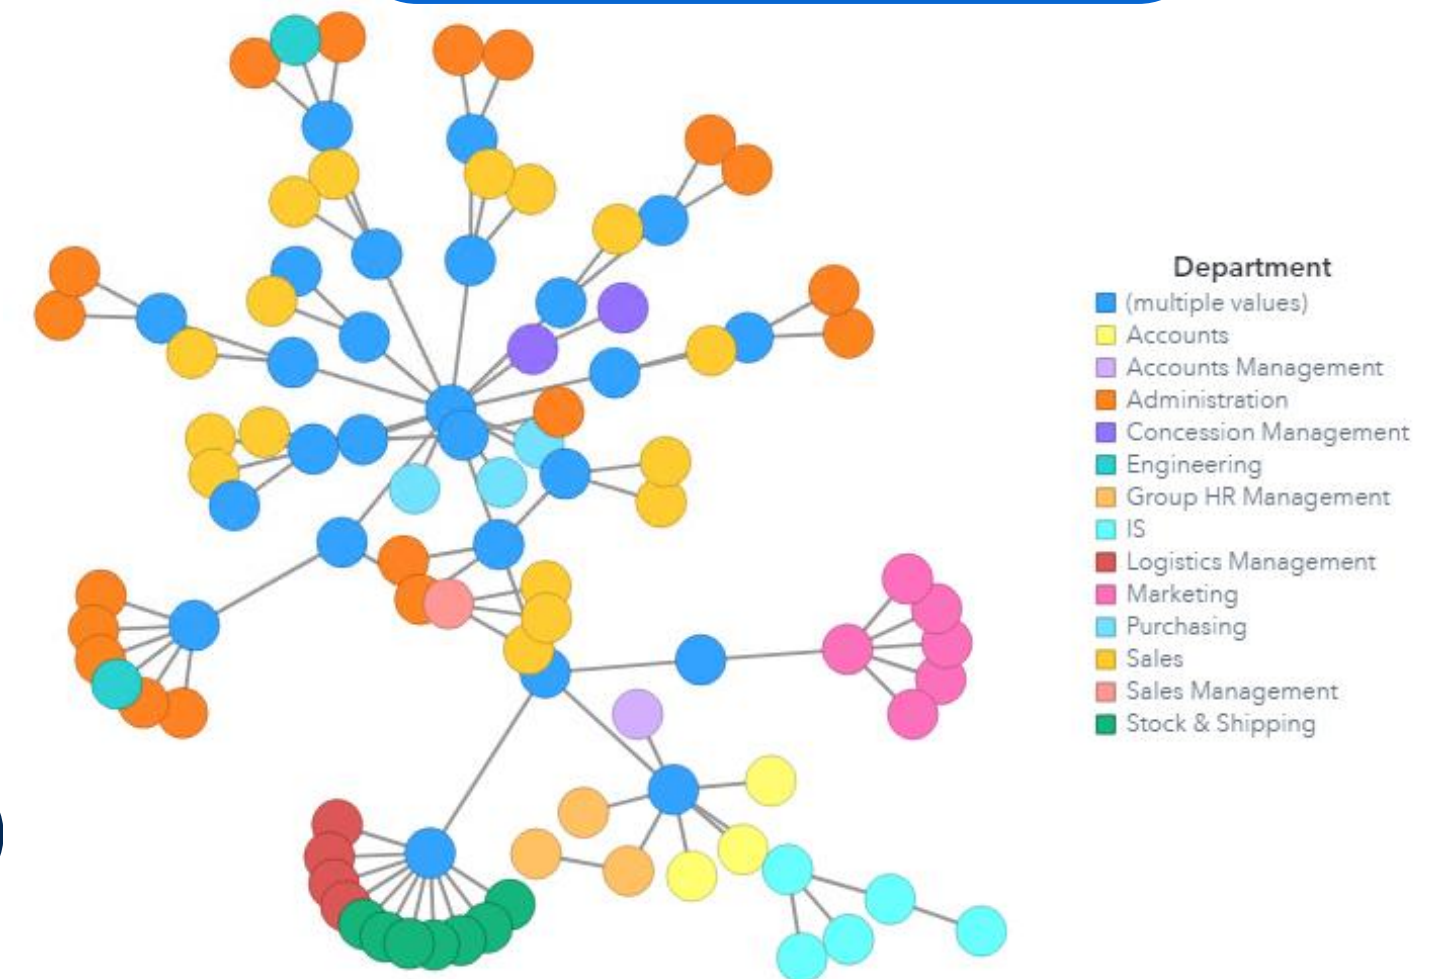 Department
(multiple values)
Accounts
Accounts Management
Administration
Concession Management
Engineering
Group HR Management
IS
Logistics Management
Marketing
Purchasing
Sales
Sales Management
Stock & Shipping